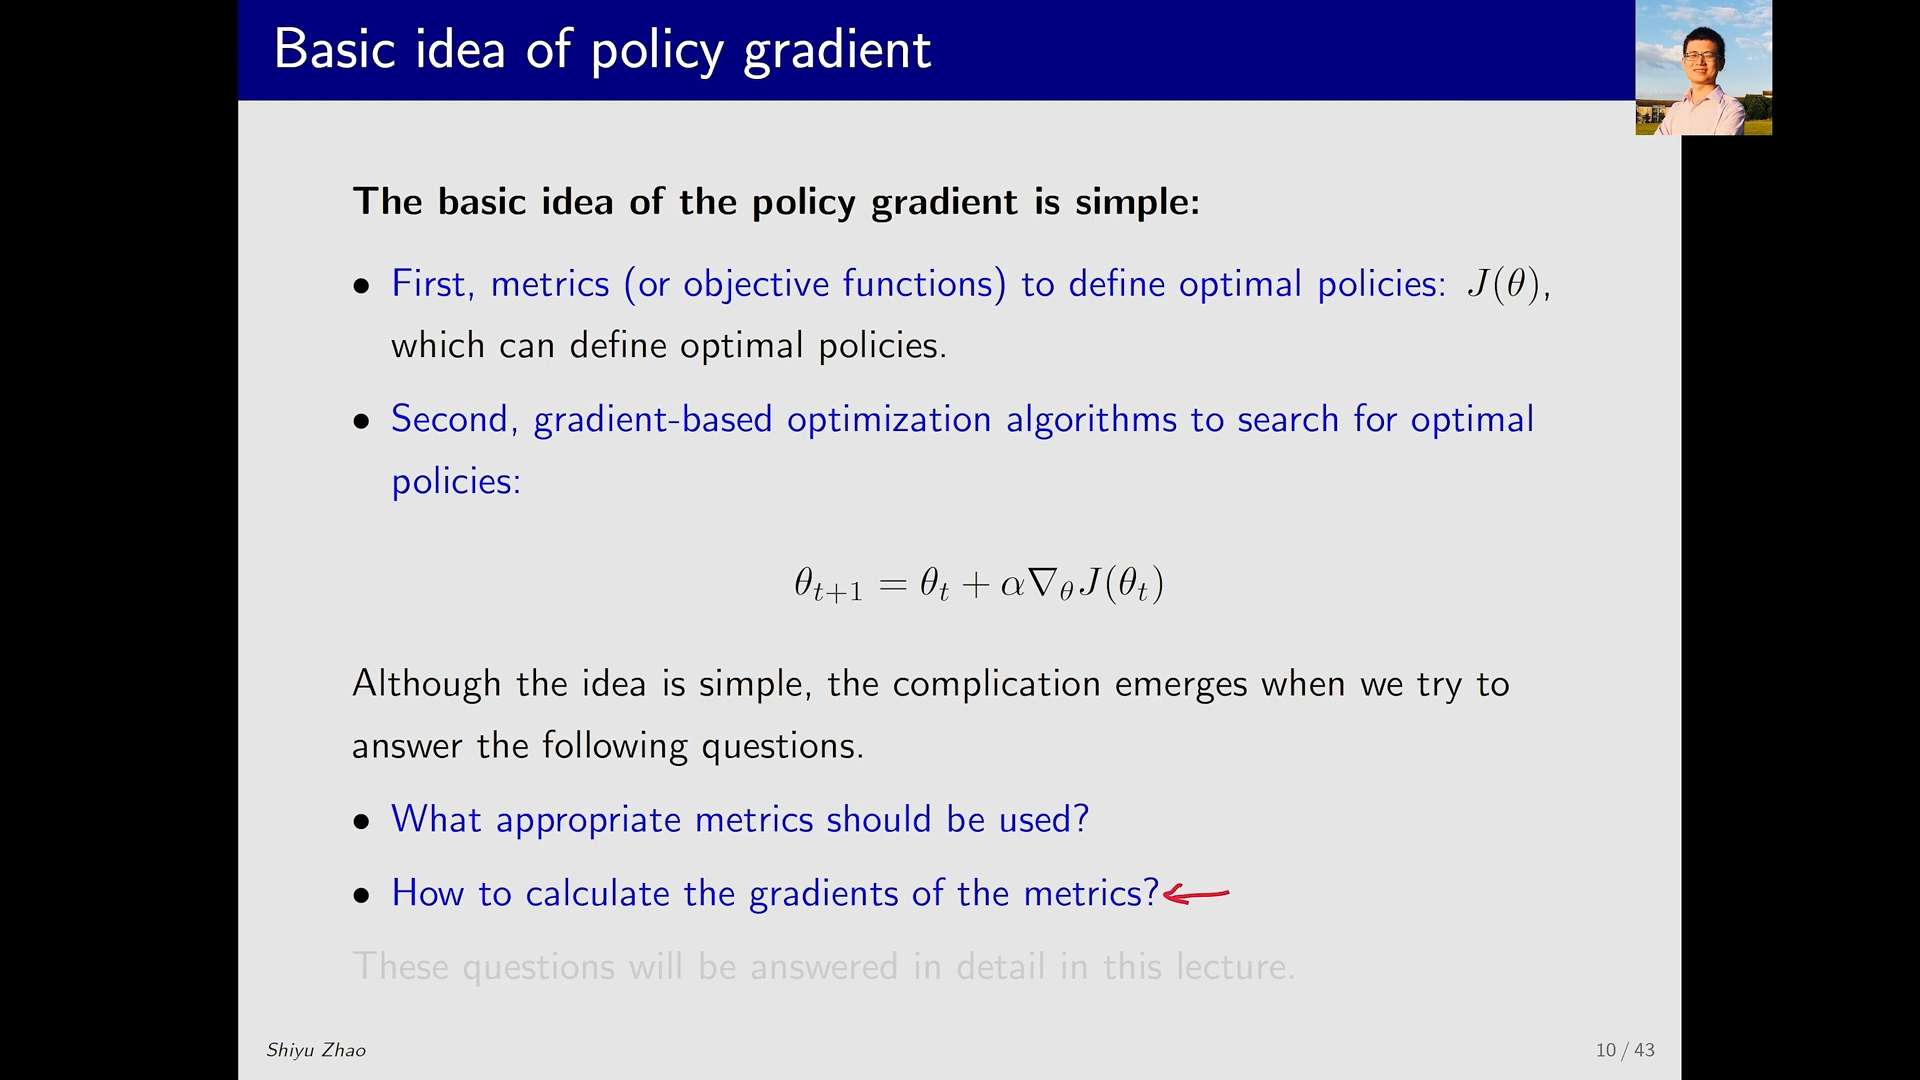 Basic idea of policy gradient
The basic idea of the policy gradient is simple:
• First, metrics (or objective functions) to define optimal policies: J(θ),
which can define optimal policies.
• Second, gradient-based optimization algorithms to search for optimal
policies:
θ_{t+1} = θ_t + α∇_θ J(θ_t)
Although the idea is simple, the complication emerges when we try to
answer the following questions.
• What appropriate metrics should be used?
• How to calculate the gradients of the metrics?
These questions will be answered in detail in this lecture.
Shiyu Zhao
10 / 43